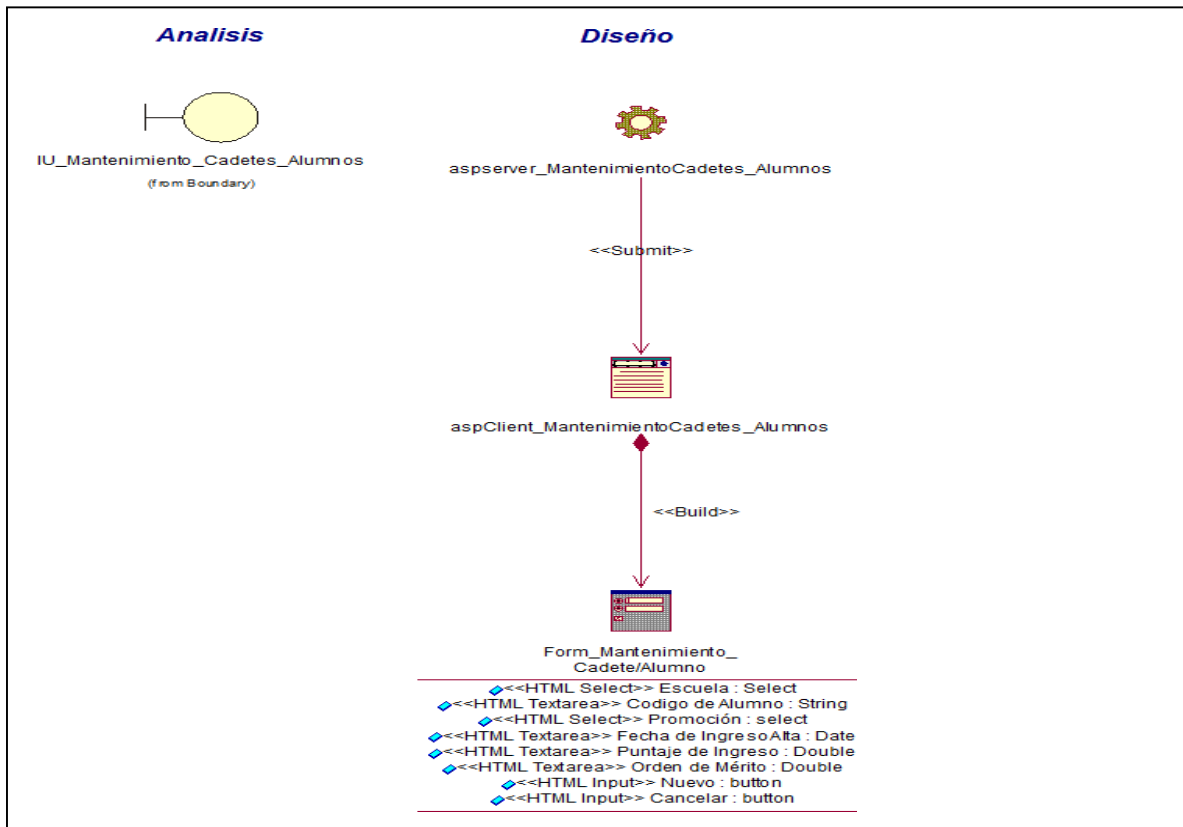 Analisis
Diseño
IU_Mantenimiento_Cadetes_Alumnos
(from Boundary)
aspserver_MantenimientoCadetes_Alumnos
<<Submit>>
aspClient_MantenimientoCadetes_Alumnos
<<Build>>
Form_Mantenimiento_
Cadete/Alumno
<<HTML Select>> Escuela : Select
<<HTML Textarea>> Codigo de Alumno : String
<<HTML Select>> Promoción : select
<<HTML Textarea>> Fecha de IngresoAlta : Date
<<HTML Textarea>> Puntaje de Ingreso : Double
<<HTML Textarea>> Orden de Mérito : Double
<<HTML Input>> Nuevo : button
<<HTML Input>> Cancelar : button